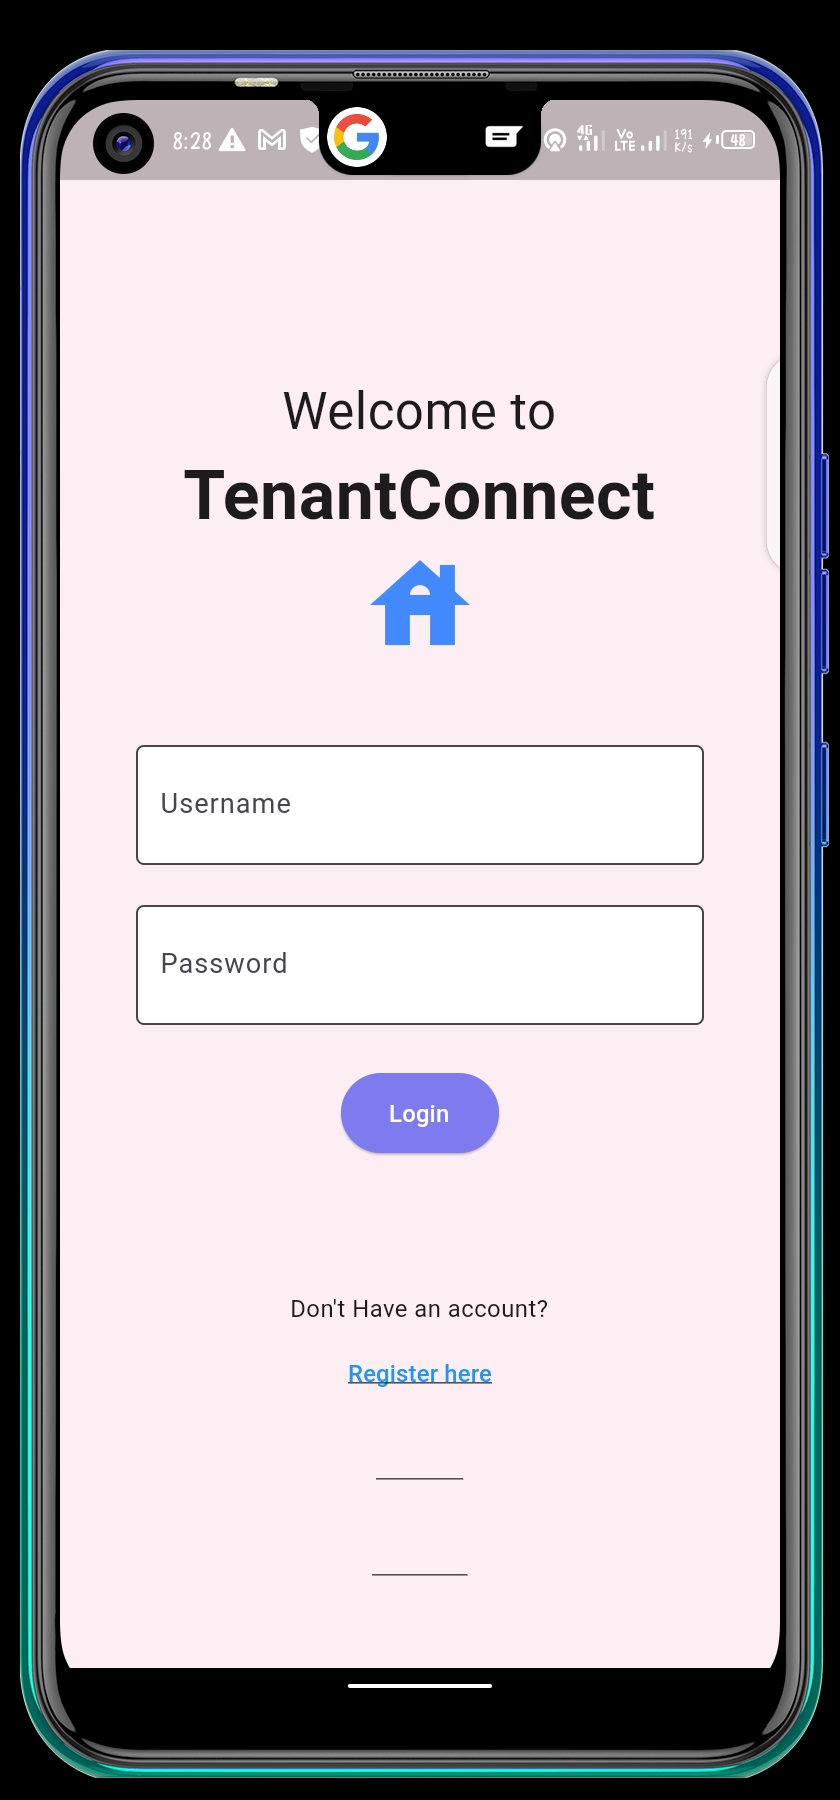 8:28
4G
Vo
LTE
191
K/s
48
Welcome to
TenantConnect
Username
Password
Login
Don't Have an account?
Register here